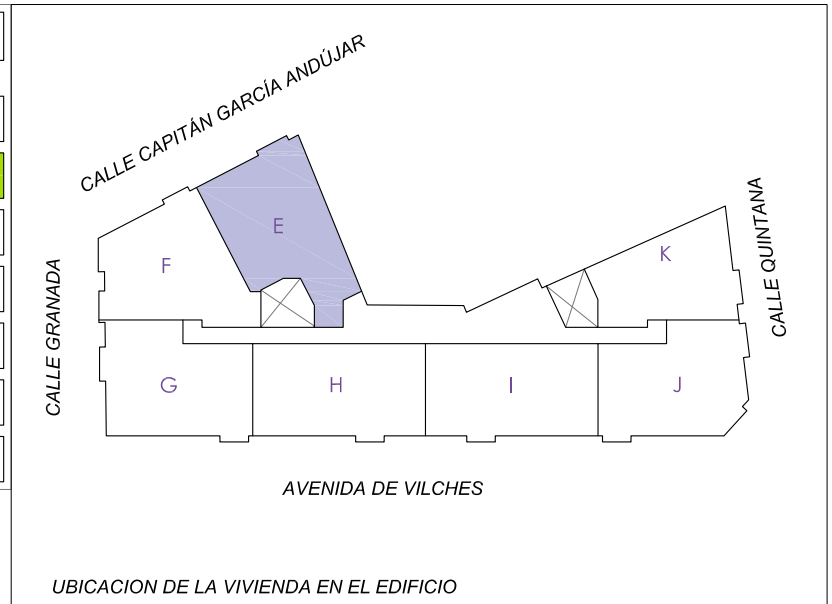 CALLE CAPITÁN GARCÍA ANDÚJAR
E
F
K
CALLE GRANADA
CALLE QUINTANA
G
H
I
J
AVENIDA DE VILCHES
UBICACION DE LA VIVIENDA EN EL EDIFICIO